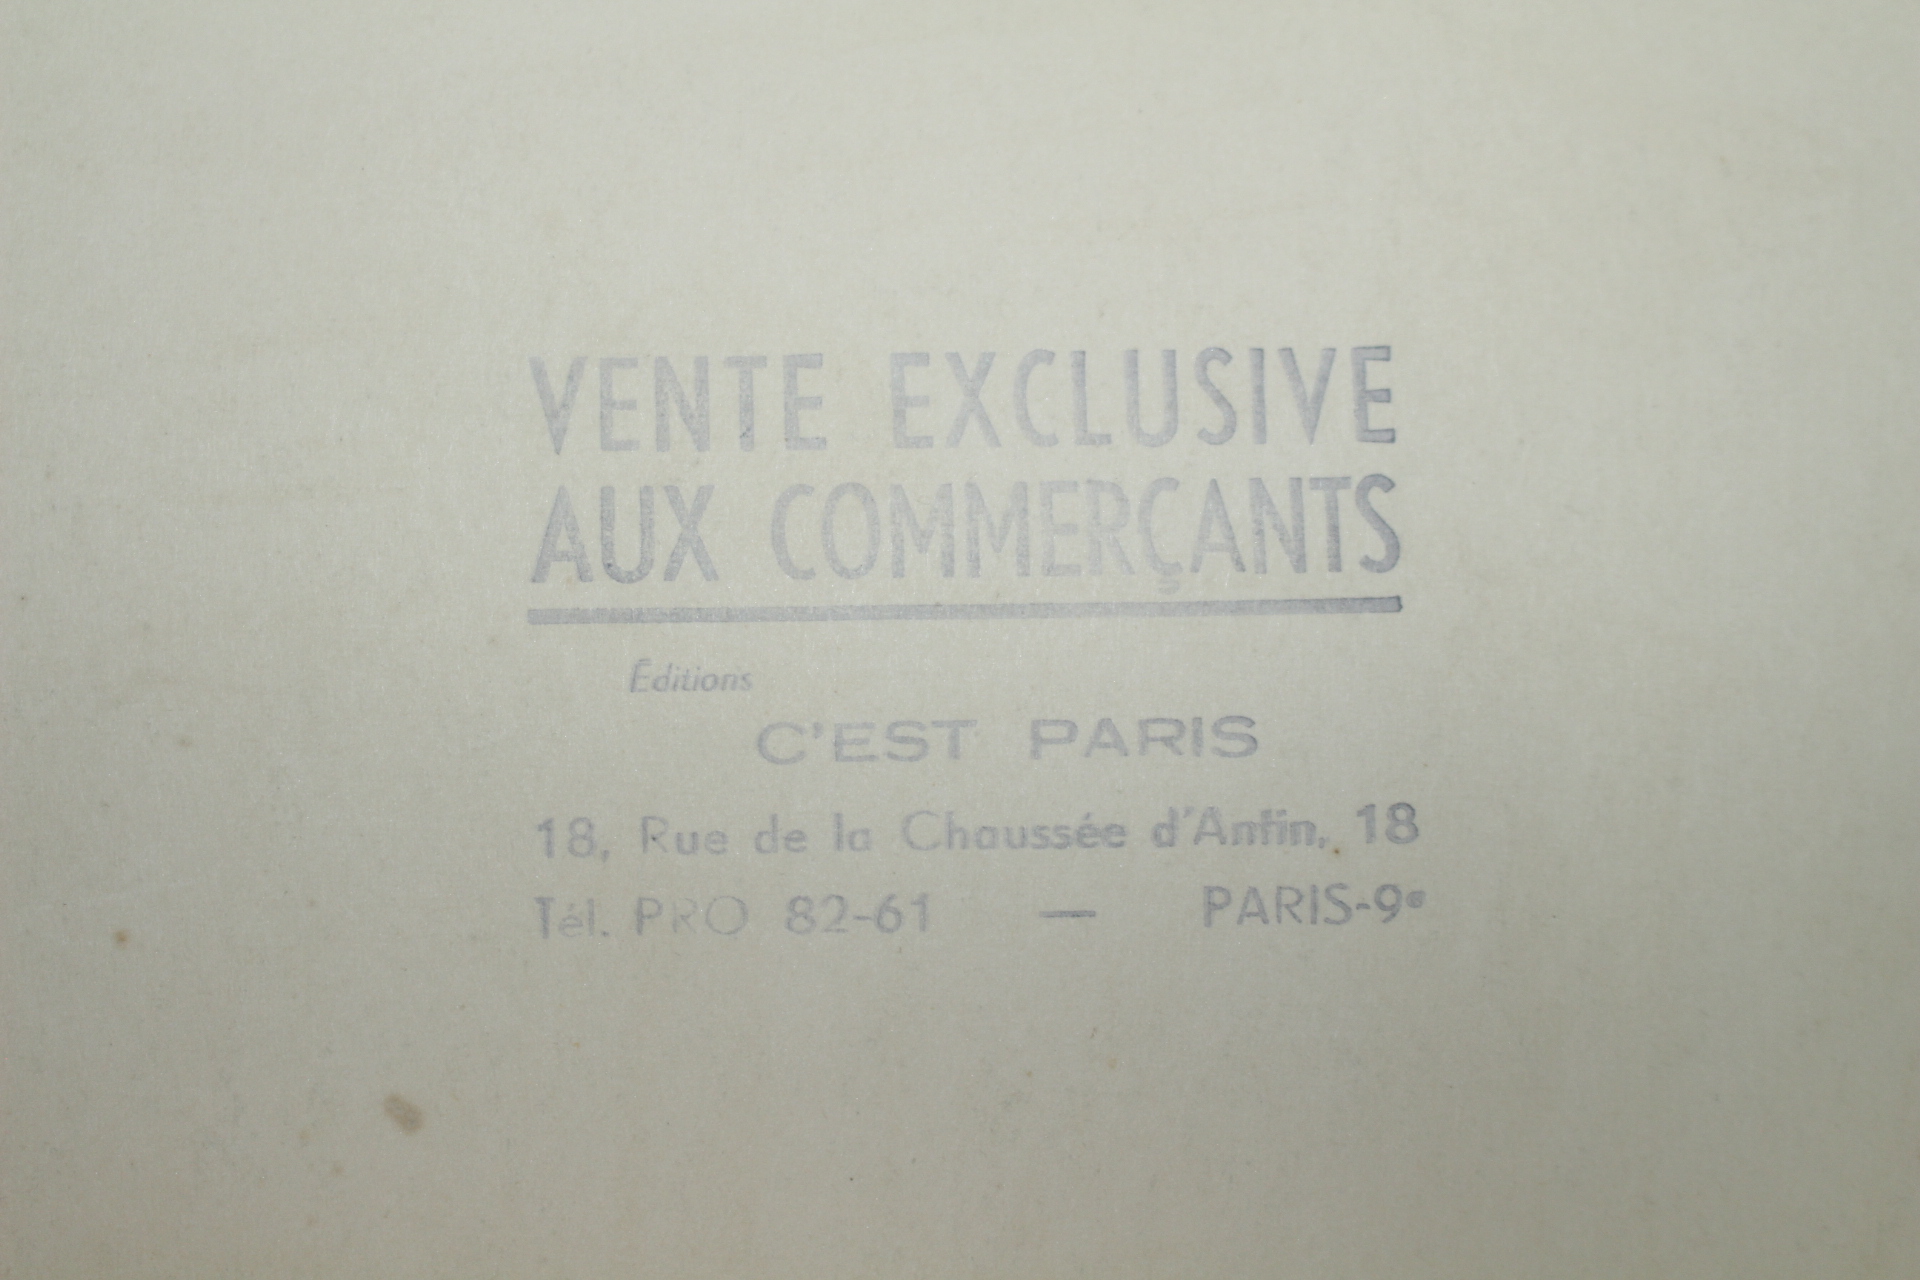 VENTE EXCLUSIVE
AUX COMMERÇANTS
Editions
C'EST PARIS
18, Rue de la Chaussée d'Antin, 18
Tél. PRO 82-61 — PARIS-9e